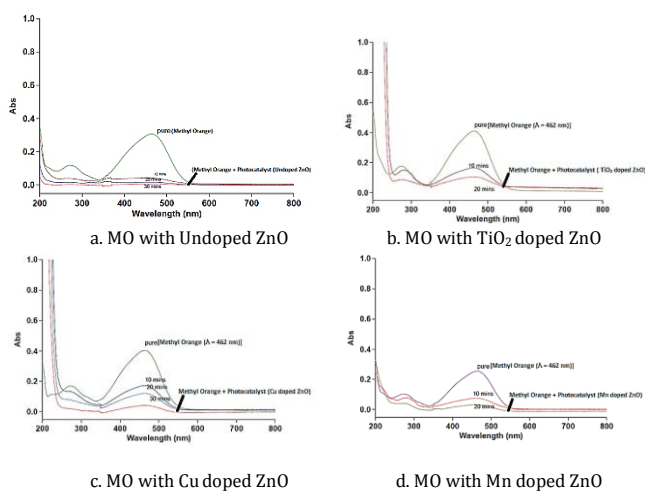 1.0
0.8
0.6
0.4
0.2
0.0
Abs
pure (Methyl Orange)
20 mins
30 mins
(Methyl Orange + Photocatalyst (Undoped ZnO)
200 300 400 500 600 700 800
Wavelength (nm)
a. MO with Undoped ZnO
1.0
0.8
0.6
0.4
0.2
0.0
Abs
pure[Methyl Orange (λ = 462 nm)]
10 mins
20 mins
Methyl Orange + Photocatalyst ( TiO₂ doped ZnO)
200 300 400 500 600 700 800
Wavelength (nm)
b. MO with TiO₂ doped ZnO
1.0
0.8
0.6
0.4
0.2
0.0
Abs
pure[Methyl Orange (Λ = 462 nm)]
10 mins
20 mins
30 mins
Methyl Orange + Photocatalyst (Cu doped ZnO)
200 300 400 500 600 700 800
Wavelength (nm)
c. MO with Cu doped ZnO
1.0
0.8
0.6
0.4
0.2
0.0
Abs
pure[Methyl Orange (Λ = 462 nm)]
10 mins
20 mins
Methyl Orange + Photocatalyst (Mn doped ZnO)
200 300 400 500 600 700 800
Wavelength (nm)
d. MO with Mn doped ZnO